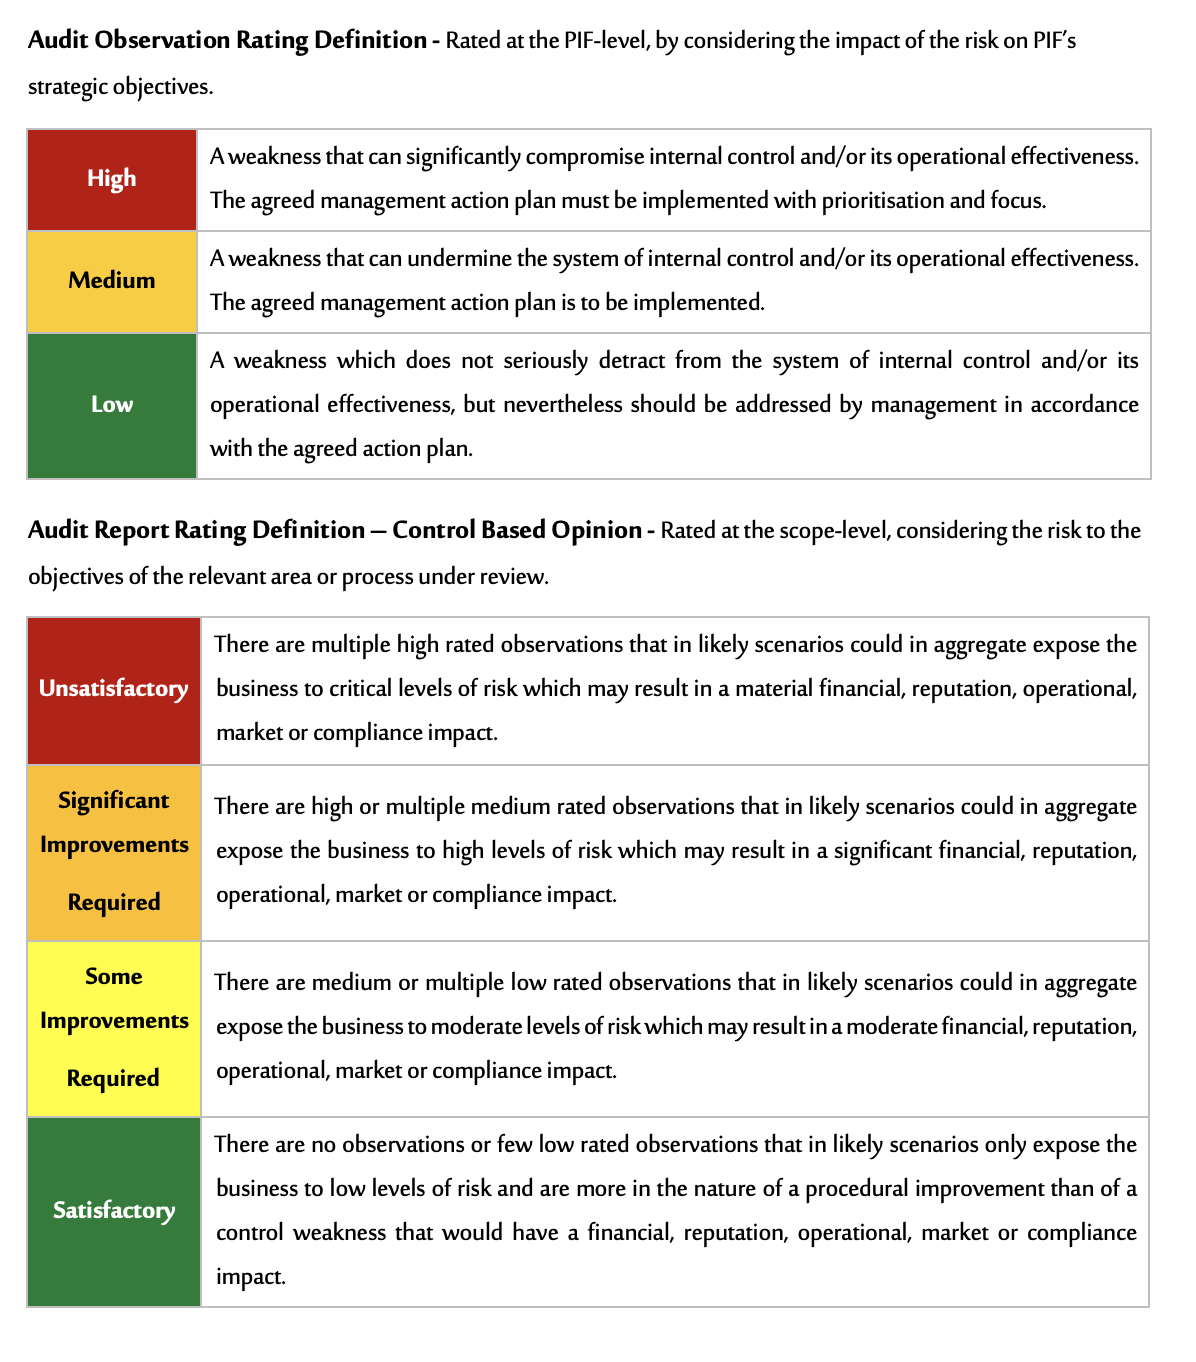 Audit Observation Rating Definition - Rated at the PIF-level, by considering the impact of the risk on PIF’s
strategic objectives.
High
A weakness that can significantly compromise internal control and/or its operational effectiveness.
The agreed management action plan must be implemented with prioritisation and focus.
Medium
A weakness that can undermine the system of internal control and/or its operational effectiveness.
The agreed management action plan is to be implemented.
Low
A weakness which does not seriously detract from the system of internal control and/or its
operational effectiveness, but nevertheless should be addressed by management in accordance
with the agreed action plan.
Audit Report Rating Definition – Control Based Opinion - Rated at the scope-level, considering the risk to the
objectives of the relevant area or process under review.
Unsatisfactory
There are multiple high rated observations that in likely scenarios could in aggregate expose the
business to critical levels of risk which may result in a material financial, reputation, operational,
market or compliance impact.
Significant
Improvements
Required
There are high or multiple medium rated observations that in likely scenarios could in aggregate
expose the business to high levels of risk which may result in a significant financial, reputation,
operational, market or compliance impact.
Some
Improvements
Required
There are medium or multiple low rated observations that in likely scenarios could in aggregate
expose the business to moderate levels of risk which may result in a moderate financial, reputation,
operational, market or compliance impact.
Satisfactory
There are no observations or few low rated observations that in likely scenarios only expose the
business to low levels of risk and are more in the nature of a procedural improvement than of a
control weakness that would have a financial, reputation, operational, market or compliance
impact.